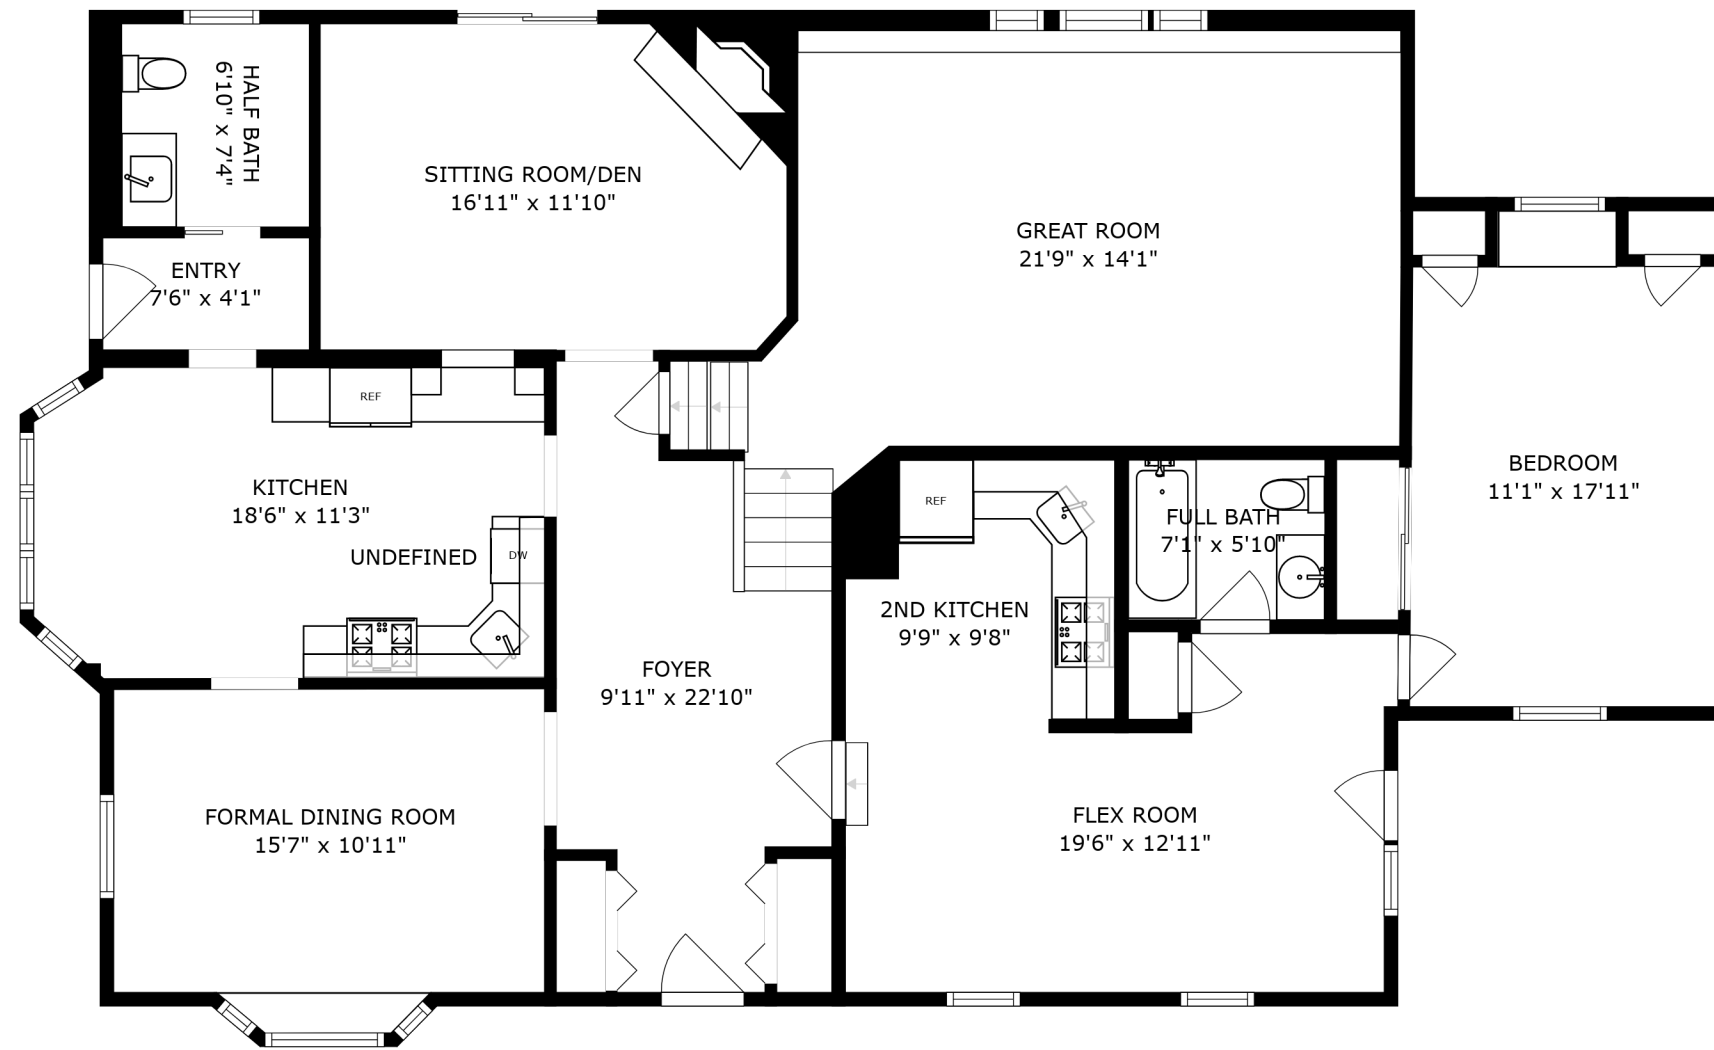 HALF BATH
6'10" x 7'4"
SITTING ROOM/DEN
16'11" x 11'10"
GREAT ROOM
21'9" x 14'1"
ENTRY
7'6" x 4'1"
REF
KITCHEN
18'6" x 11'3"
UNDEFINED
DW
REF
FULL BATH
7'1" x 5'10"
BEDROOM
11'1" x 17'11"
2ND KITCHEN
9'9" x 9'8"
FOYER
9'11" x 22'10"
FORMAL DINING ROOM
15'7" x 10'11"
FLEX ROOM
19'6" x 12'11"